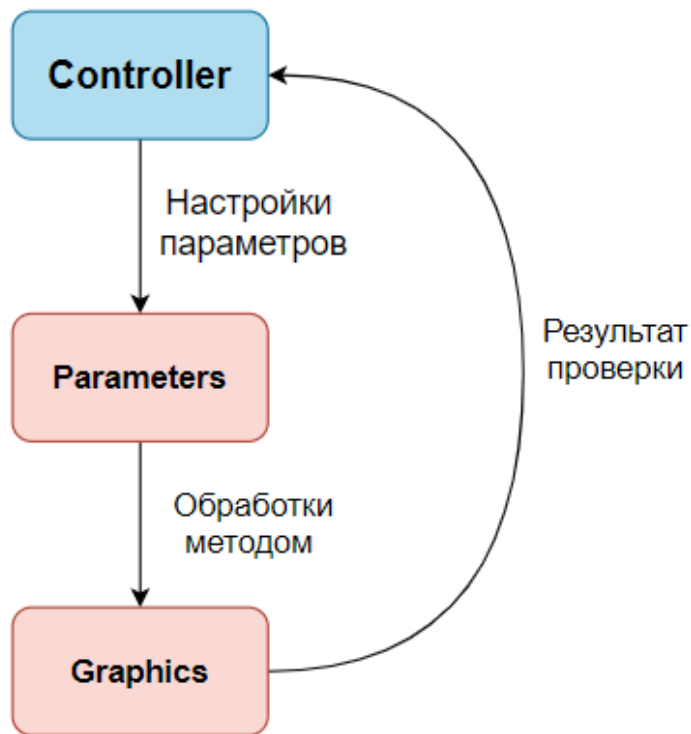 Controller
Настройки
параметров
Parameters
Результат
проверки
Обработки
методом
Graphics